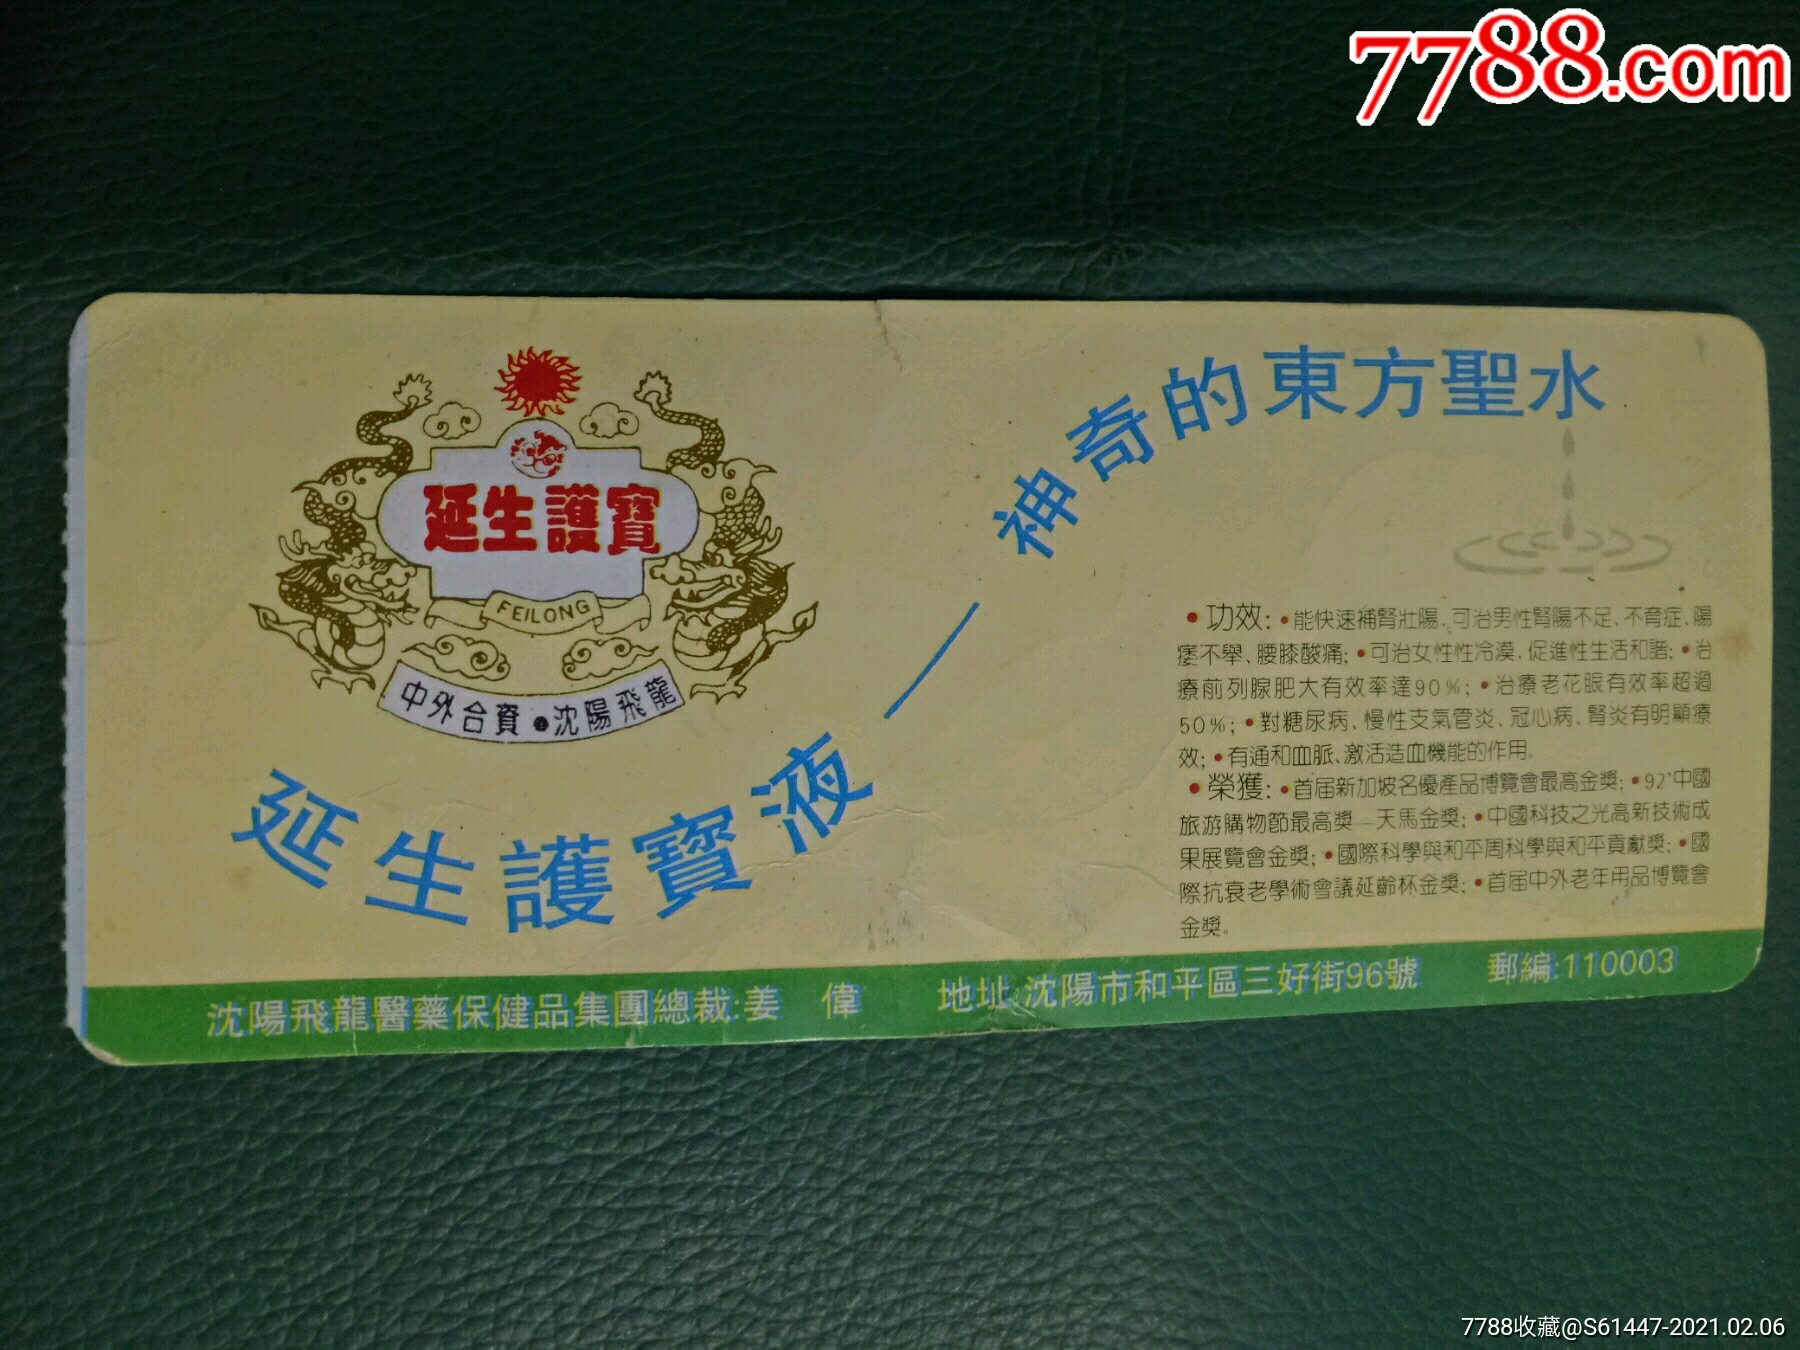 7788.com
延生護寶
FEILONG
中外合資•沈陽飛龍
延生護寶液—神奇的東方聖水
•功效:•能快速補腎壯陽,可治男性腎陽不足、不育症、陽
痿不舉、腰膝酸痛;•可治女性性冷漠,促進性生活和諧;•治
療前列腺肥大有效率達90%;•治療老花眼有效率超過
50%;•對糖尿病、慢性支氣管炎、冠心病、腎炎有明顯療
效;•有通和血脈、激活造血機能的作用。
•榮獲:•首届新加坡名優產品博覽會最高金獎;•92'中國
旅游購物節最高獎—天馬金獎;•中國科技之光高新技術成
果展覽會金獎;•國際科學與和平周科學與和平貢獻獎;•國
際抗衰老學術會議延齡杯金獎;•首届中外老年用品博覽會
金獎。
沈陽飛龍醫藥保健品集團總裁:姜 偉 地址:沈陽市和平區三好街96號 郵編:110003
7788收藏@S61447-2021.02.06